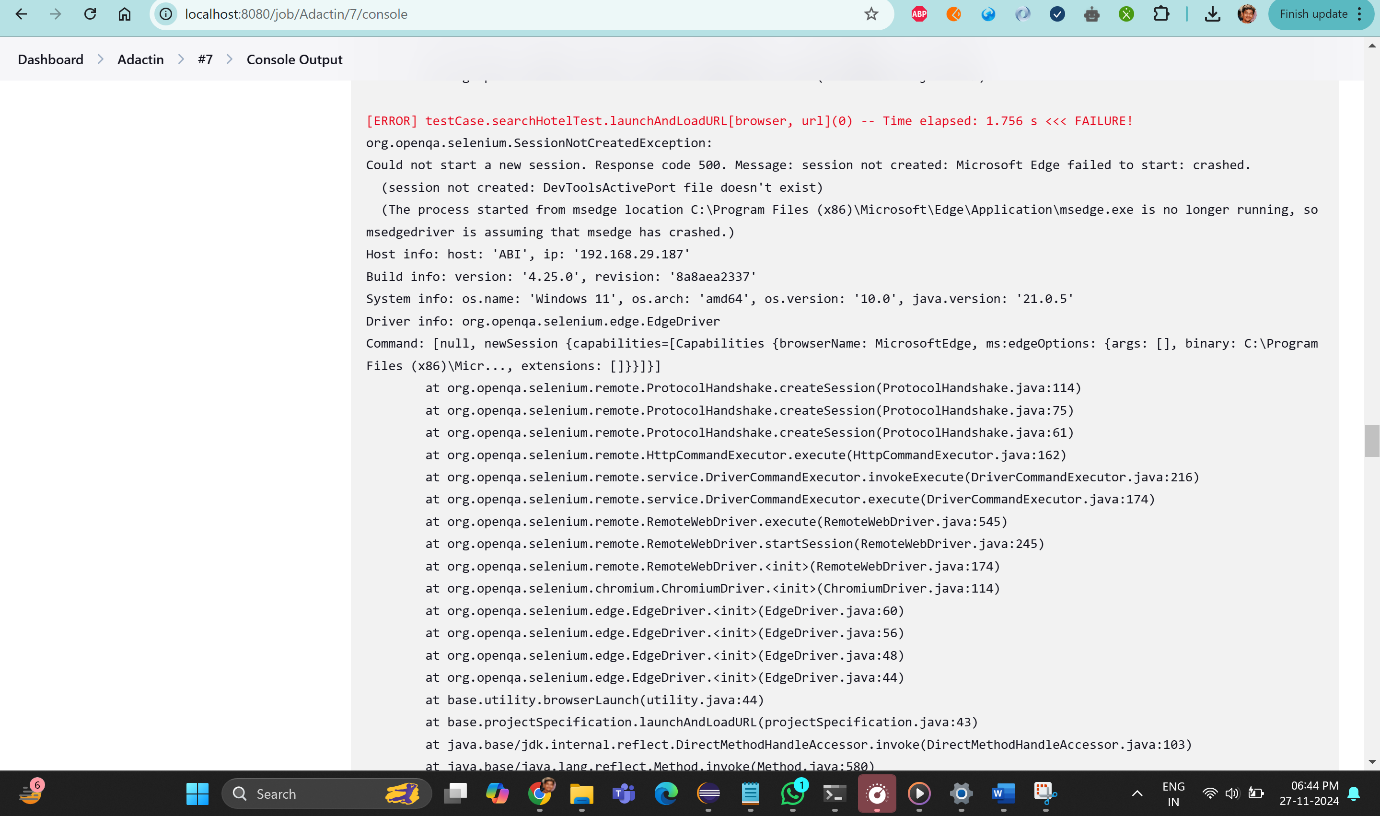 localhost:8080/job/Adactin/7/console
ABP
Finish update
Dashboard
Adactin
#7
Console Output
[ERROR] testCase.searchHotelTest.launchAndLoadURL[browser, url](0) -- Time elapsed: 1.756 s <<< FAILURE!
org.openqa.selenium.SessionNotCreatedException:
Could not start a new session. Response code 500. Message: session not created: Microsoft Edge failed to start: crashed.
(session not created: DevToolsActivePort file doesn't exist)
(The process started from msedge location C:\Program Files (x86)\Microsoft\Edge\Application\msedge.exe is no longer running, so
msedgedriver is assuming that msedge has crashed.)
Host info: host: 'ABI', ip: '192.168.29.187'
Build info: version: '4.25.0', revision: '8a8aea2337'
System info: os.name: 'Windows 11', os.arch: 'amd64', os.version: '10.0', java.version: '21.0.5'
Driver info: org.openqa.selenium.edge.EdgeDriver
Command: [null, newSession {capabilities=[Capabilities {browserName: MicrosoftEdge, ms:edgeOptions: {args: [], binary: C:\Program
Files (x86)\Micr..., extensions: []}}]}]
at org.openqa.selenium.remote.ProtocolHandshake.createSession(ProtocolHandshake.java:114)
at org.openqa.selenium.remote.ProtocolHandshake.createSession(ProtocolHandshake.java:75)
at org.openqa.selenium.remote.ProtocolHandshake.createSession(ProtocolHandshake.java:61)
at org.openqa.selenium.remote.HttpCommandExecutor.execute(HttpCommandExecutor.java:162)
at org.openqa.selenium.remote.service.DriverCommandExecutor.invokeExecute(DriverCommandExecutor.java:216)
at org.openqa.selenium.remote.service.DriverCommandExecutor.execute(DriverCommandExecutor.java:174)
at org.openqa.selenium.remote.RemoteWebDriver.execute(RemoteWebDriver.java:545)
at org.openqa.selenium.remote.RemoteWebDriver.startSession(RemoteWebDriver.java:245)
at org.openqa.selenium.remote.RemoteWebDriver.<init>(RemoteWebDriver.java:174)
at org.openqa.selenium.chromium.ChromiumDriver.<init>(ChromiumDriver.java:114)
at org.openqa.selenium.edge.EdgeDriver.<init>(EdgeDriver.java:60)
at org.openqa.selenium.edge.EdgeDriver.<init>(EdgeDriver.java:56)
at org.openqa.selenium.edge.EdgeDriver.<init>(EdgeDriver.java:48)
at org.openqa.selenium.edge.EdgeDriver.<init>(EdgeDriver.java:44)
at base.utility.browserLaunch(utility.java:44)
at base.projectSpecification.launchAndLoadURL(projectSpecification.java:43)
at java.base/jdk.internal.reflect.DirectMethodHandleAccessor.invoke(DirectMethodHandleAccessor.java:103)
at java.base/java.lang.reflect.Method.invoke(Method.java:580)
6
Search
1
ENG
IN
06:44 PM
27-11-2024